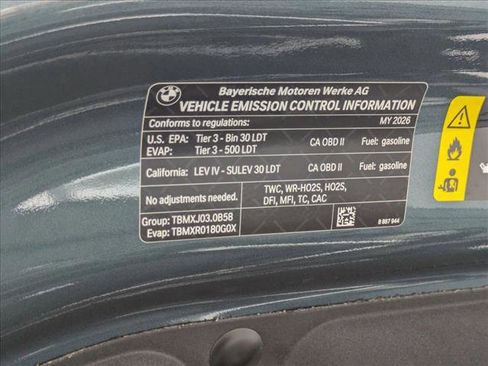 BMW
Bayerische Motoren Werke AG
VEHICLE EMISSION CONTROL INFORMATION
Conforms to regulations: MY 2026
U.S. EPA: Tier 3 - Bin 30 LDT CA OBD II Fuel: gasoline
EVAP: Tier 3 - 500 LDT
California: LEV IV - SULEV 30 LDT CA OBD II Fuel: gasoline
No adjustments needed. TWC, WR-HO2S, HO2S,
DFI, MFI, TC, CAC
Group: TBMXJ03.0B58
Evap: TBMXR0180G0X 8 887 944